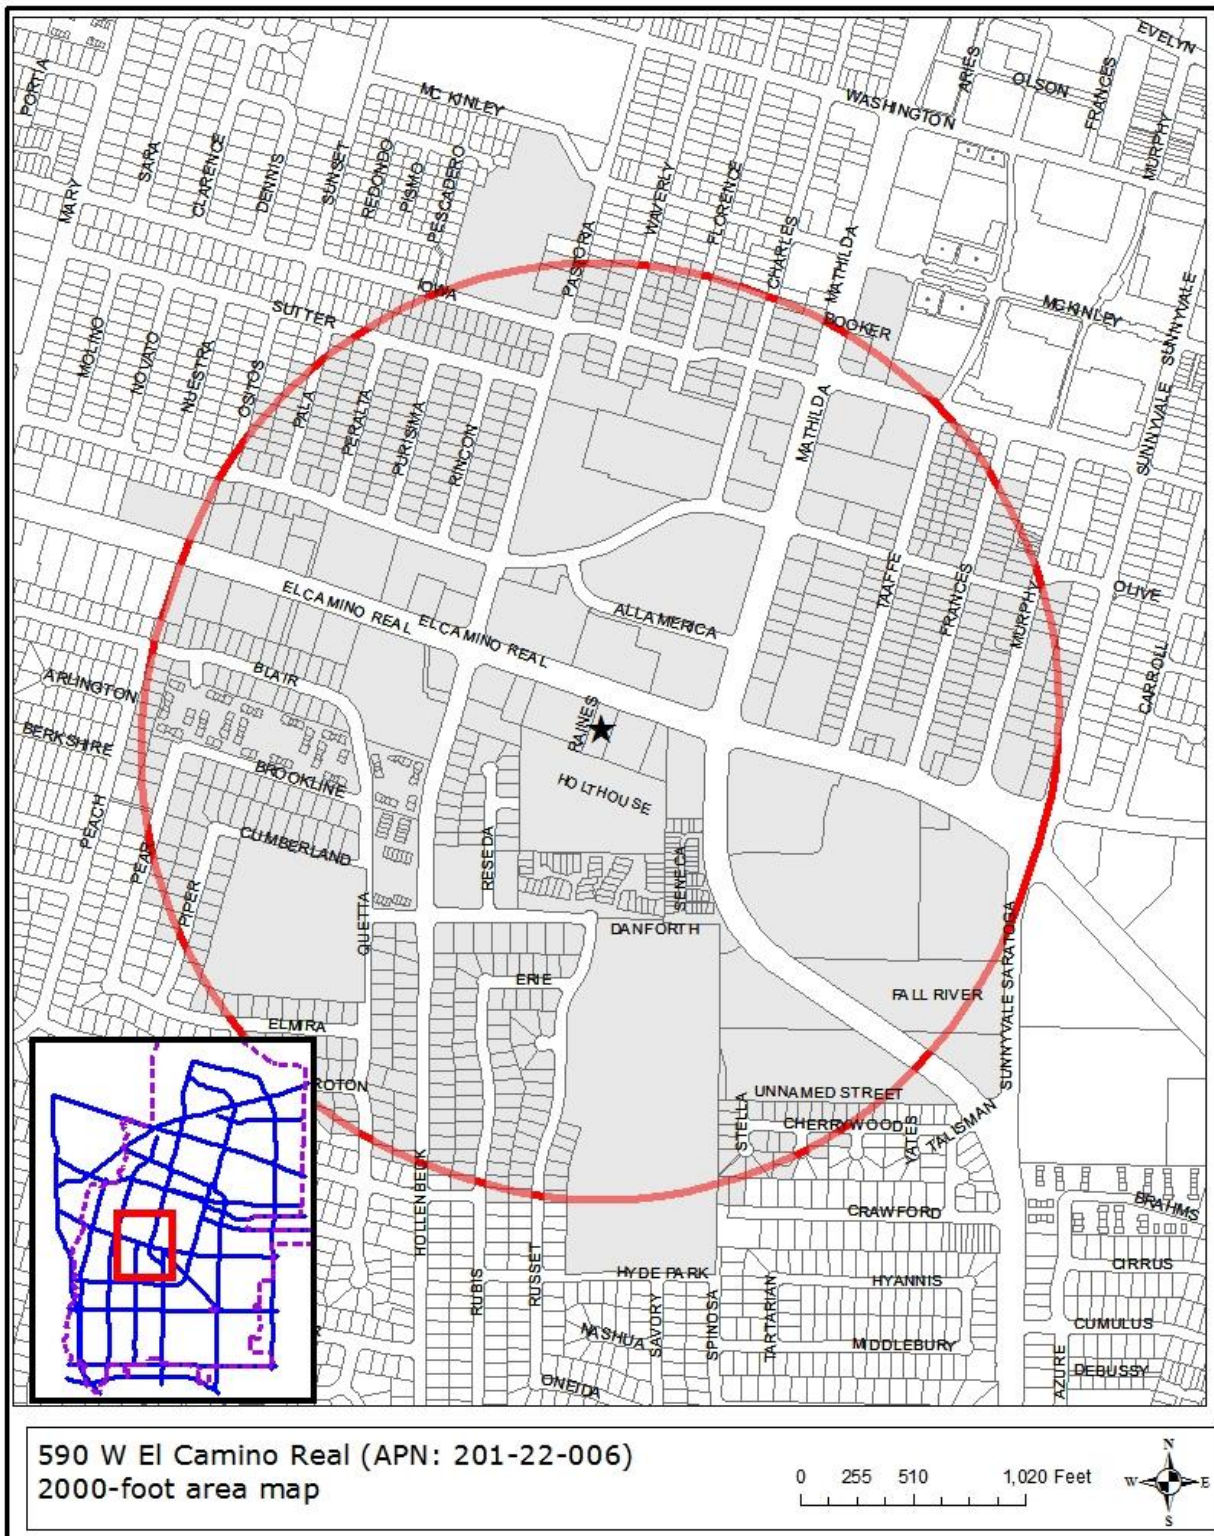 EVELYN
PORTIA
MC KINLEY
WASHINGTON
ARIES
OLSON
FRANCES
MURPHY
MARY
SARA
CLARENCE
DENNIS
SUNSET
REDONDO
PISMO
PESCADERO
WAVERLY
FLORENCE
CHARLES
MATHILDA
PASTORIA
IOWA
SUTTER
BOOKER
MCKINLEY
SUNNYVALE
MOLINO
NOVATO
NUESTRA
OSITOS
PALA
PERALTA
PURISIMA
RINCON
MATHILDA
SUNNYVALE
TAAFFE
FRANCES
MURPHY
OLIVE
CARROLL
EL CAMINO REAL
EL CAMINO REAL
ALL AMERICA
ARLINGTON
BLAIR
BERKSHIRE
BROOKLINE
CUMBERLAND
PEACH
PEAR
PIPER
QUETTA
RAINES
HOLTHOUSE
RESEDA
SENECA
DANFORTH
ERIE
ELMIRA
FALL RIVER
SUNNYVALE SARATOGA
ROTON
UNNAMED STREET
CHERRYWOOD
STELLA
YATES
TALISMAN
HOLLENBECK
RUBIS
RUSSET
CRAWFORD
BRAHMS
HYDE PARK
HYANNIS
CIRRUS
NASHUA
SAVORY
SPINOSA
TARTARIAN
MIDDLEBURY
CUMULUS
AZURE
DEBUSSY
ONEIDA
590 W El Camino Real (APN: 201-22-006)
2000-foot area map
0 255 510 1,020 Feet
N
W E
S